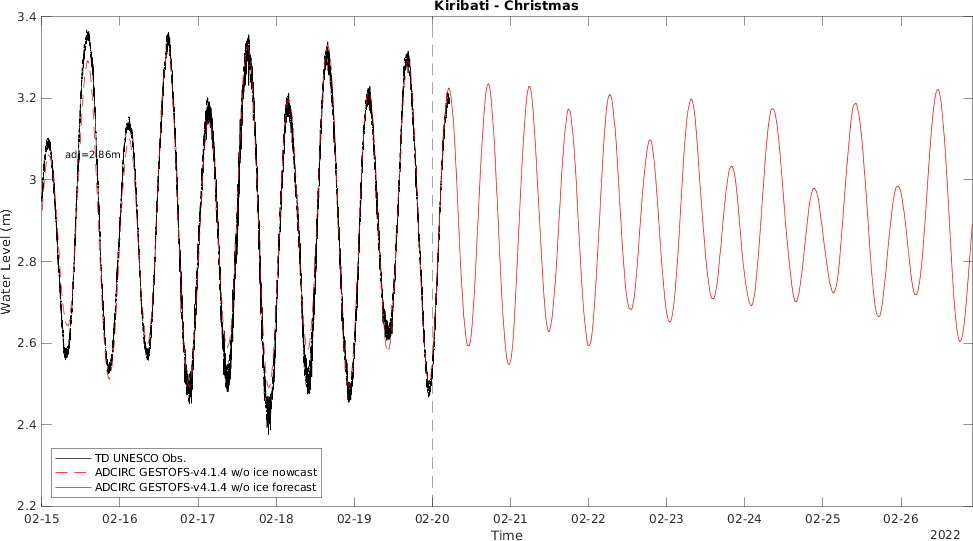 Kiribati - Christmas
3.4
3.2
3
2.8
2.6
2.4
2.2
Water Level (m)
adj=2.86m
TD UNESCO Obs.
ADCIRC GESTOFS-v4.1.4 w/o ice nowcast
ADCIRC GESTOFS-v4.1.4 w/o ice forecast
02-15 02-16 02-17 02-18 02-19 02-20 02-21 02-22 02-23 02-24 02-25 02-26
Time
2022